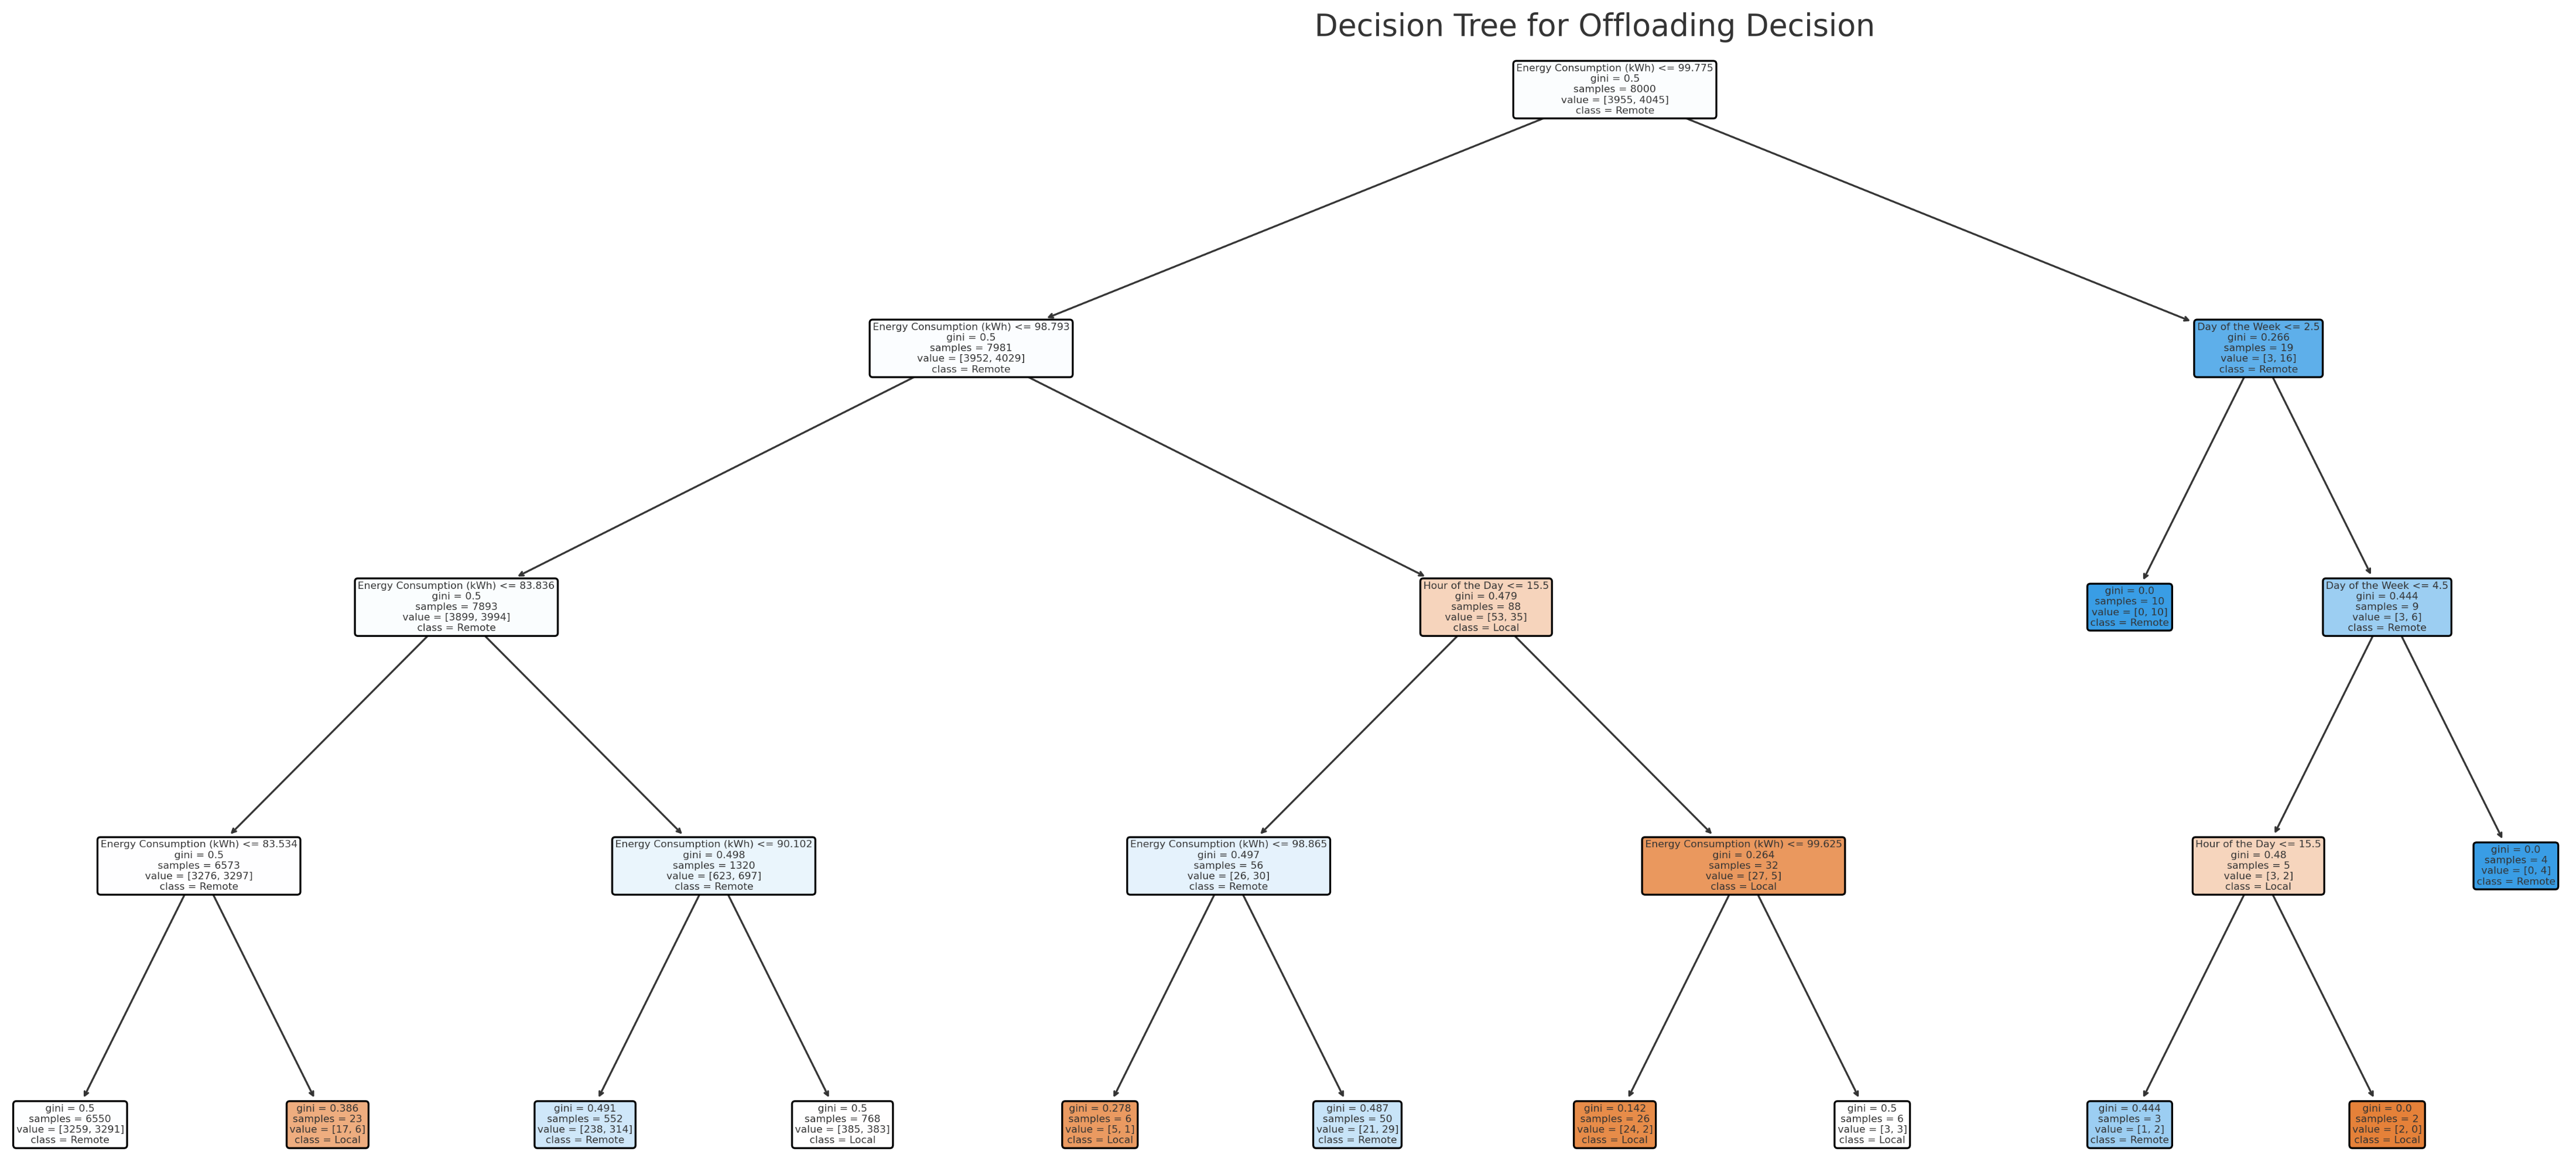 Decision Tree for Offloading Decision
Energy Consumption (kWh) <= 99.775
gini = 0.5
samples = 8000
value = [3955, 4045]
class = Remote
Energy Consumption (kWh) <= 98.793
gini = 0.5
samples = 7981
value = [3952, 4029]
class = Remote
Day of the Week <= 2.5
gini = 0.266
samples = 19
value = [3, 16]
class = Remote
Energy Consumption (kWh) <= 83.836
gini = 0.5
samples = 7893
value = [3899, 3994]
class = Remote
Hour of the Day <= 15.5
gini = 0.479
samples = 88
value = [53, 35]
class = Local
gini = 0.0
samples = 10
value = [0, 10]
class = Remote
Day of the Week <= 4.5
gini = 0.444
samples = 9
value = [3, 6]
class = Remote
Energy Consumption (kWh) <= 83.534
gini = 0.5
samples = 6573
value = [3276, 3297]
class = Remote
Energy Consumption (kWh) <= 90.102
gini = 0.498
samples = 1320
value = [623, 697]
class = Remote
Energy Consumption (kWh) <= 98.865
gini = 0.497
samples = 56
value = [26, 30]
class = Remote
Energy Consumption (kWh) <= 99.625
gini = 0.264
samples = 32
value = [27, 5]
class = Local
Hour of the Day <= 15.5
gini = 0.48
samples = 5
value = [3, 2]
class = Local
gini = 0.0
samples = 4
value = [0, 4]
class = Remote
gini = 0.5
samples = 6550
value = [3259, 3291]
class = Remote
gini = 0.386
samples = 23
value = [17, 6]
class = Local
gini = 0.491
samples = 552
value = [238, 314]
class = Remote
gini = 0.5
samples = 768
value = [385, 383]
class = Local
gini = 0.278
samples = 6
value = [5, 1]
class = Local
gini = 0.487
samples = 50
value = [21, 29]
class = Remote
gini = 0.142
samples = 26
value = [24, 2]
class = Local
gini = 0.5
samples = 6
value = [3, 3]
class = Local
gini = 0.444
samples = 3
value = [1, 2]
class = Remote
gini = 0.0
samples = 2
value = [2, 0]
class = Local